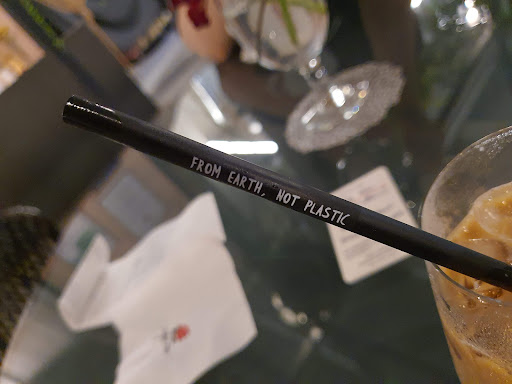 FROM EARTH, NOT PLASTIC